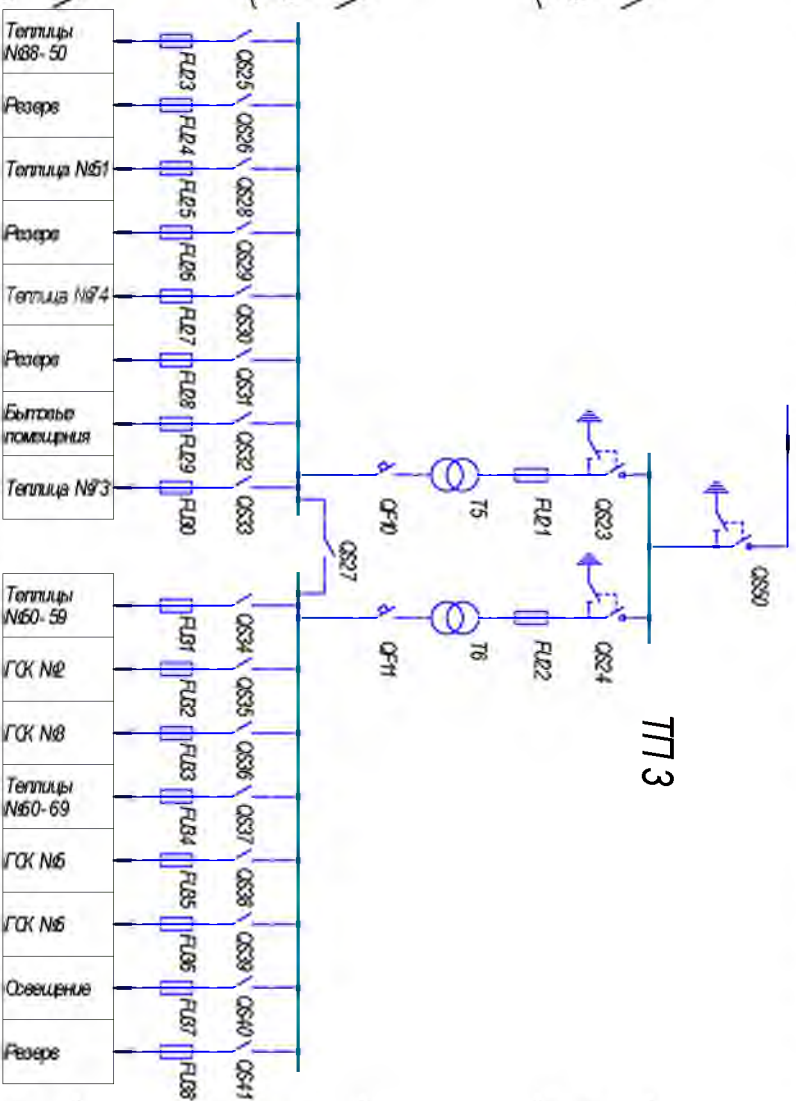 Теплицы
№38-50
Резерв
Теплица №51
Резерв
Теплица №74
Резерв
Бытовые
помещения
Теплица №73
Теплицы
№50-59
ГСК №2
ГСК №8
Теплицы
№60-69
ГСК №5
ГСК №6
Освещение
Резерв
FU23
FU24
FU25
FU26
FU27
FU28
FU29
FU30
FU31
FU32
FU33
FU34
FU35
FU36
FU37
FU38
QS25
QS26
QS28
QS29
QS30
QS31
QS32
QS33
QS34
QS35
QS36
QS37
QS38
QS39
QS40
QS41
QS27
QF10
T5
FU21
QS23
QF11
T6
FU22
QS24
QS50
ТП 3